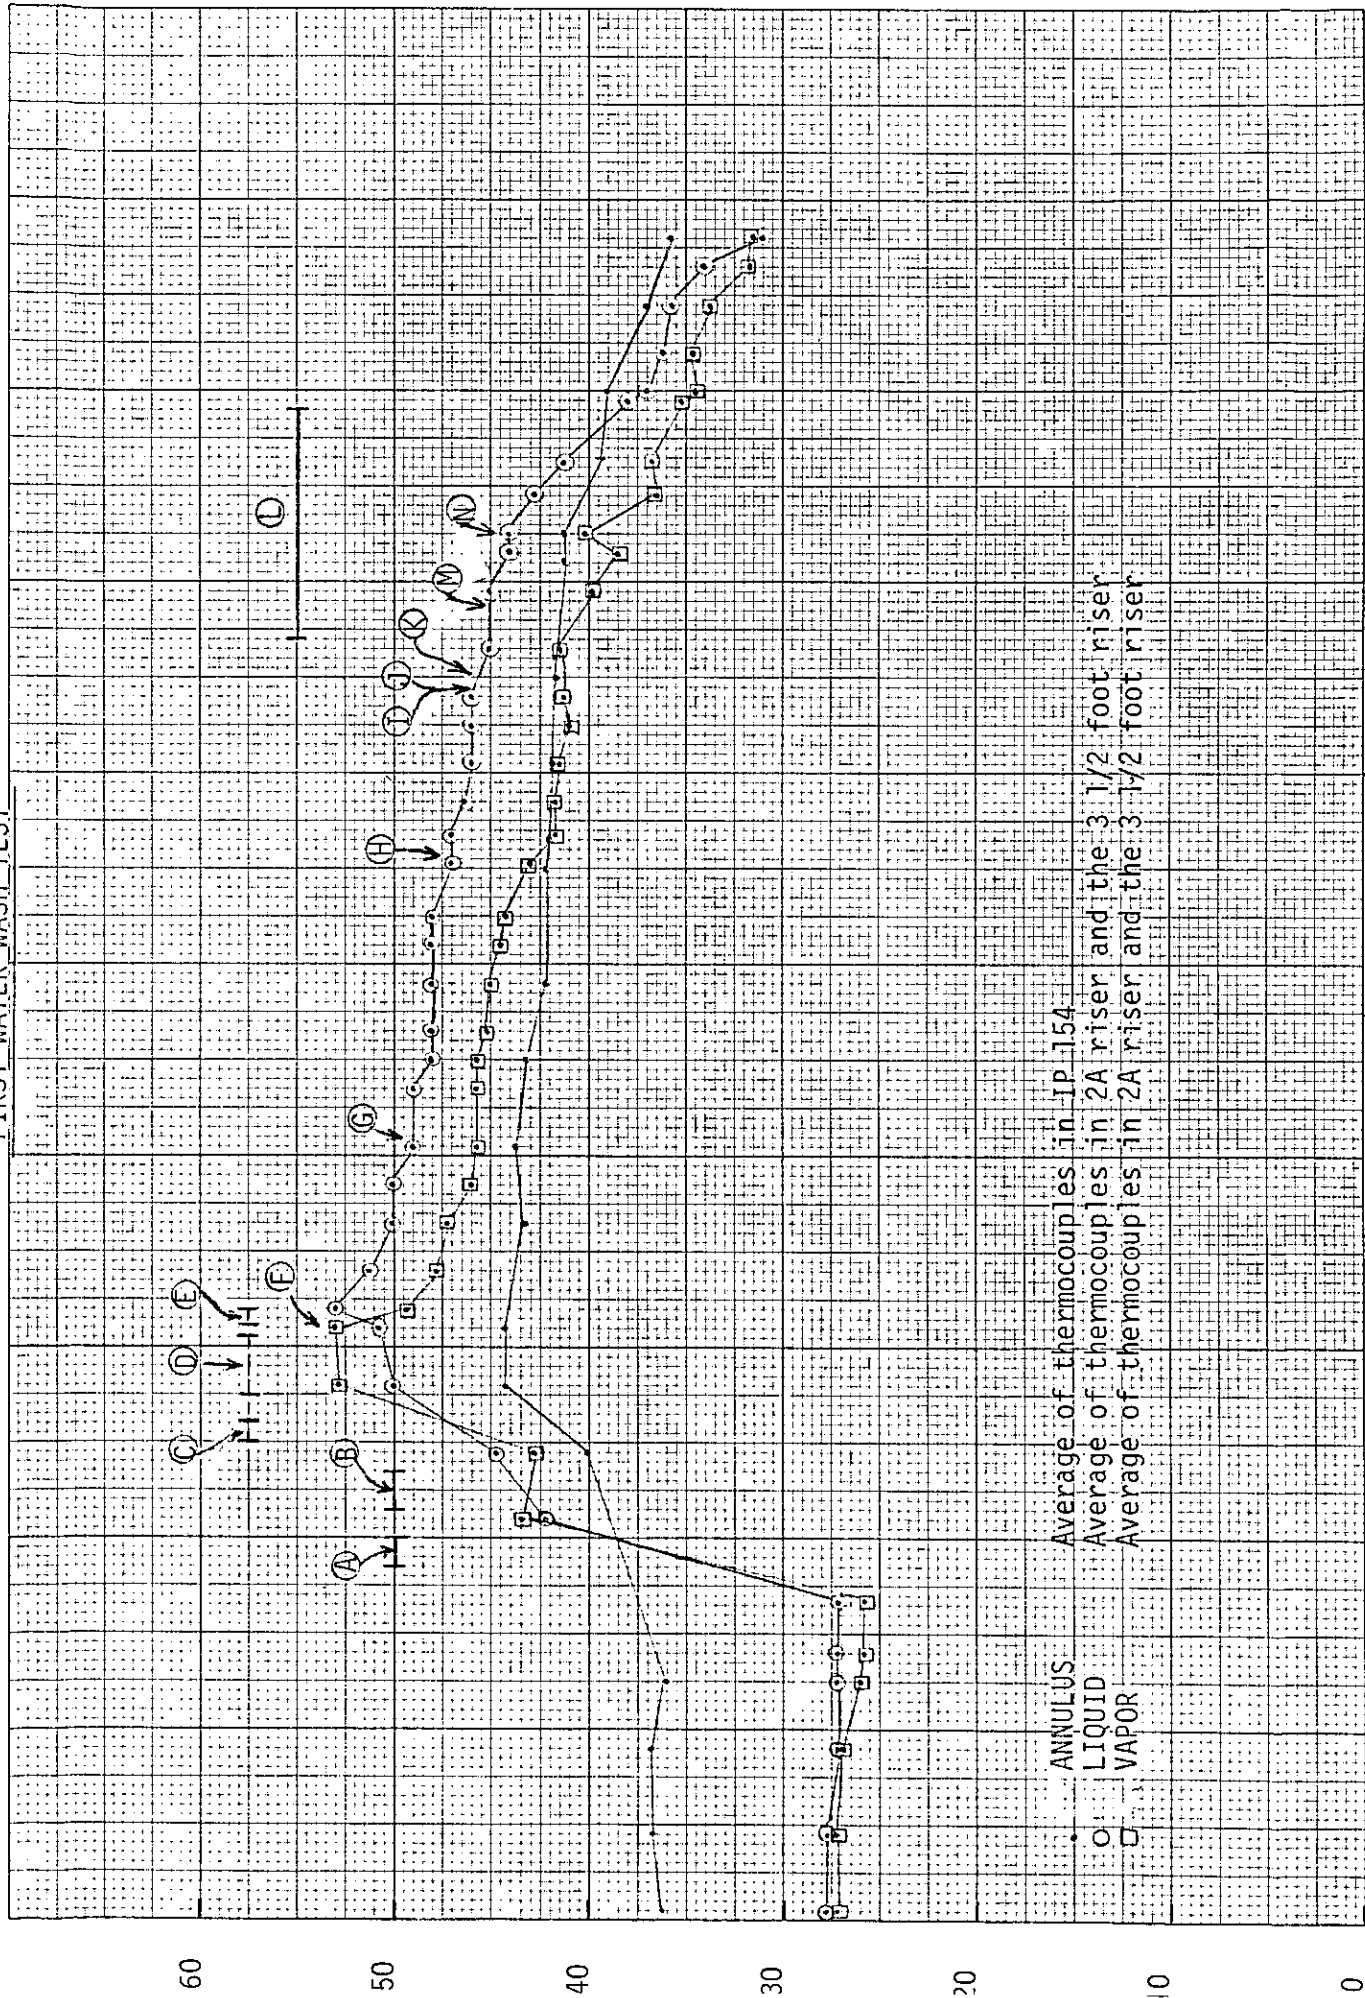 FIRST WATER WASH TEST
60
50
40
30
20
10
0
A
B
C
D
E
F
G
H
I
J
K
L
M
N
• ANNULUS Average of thermocouples in IP 154
O LIQUID Average of thermocouples in 2A riser and the 3 1/2 foot riser
□ VAPOR Average of thermocouples in 2A riser and the 3 1/2 foot riser